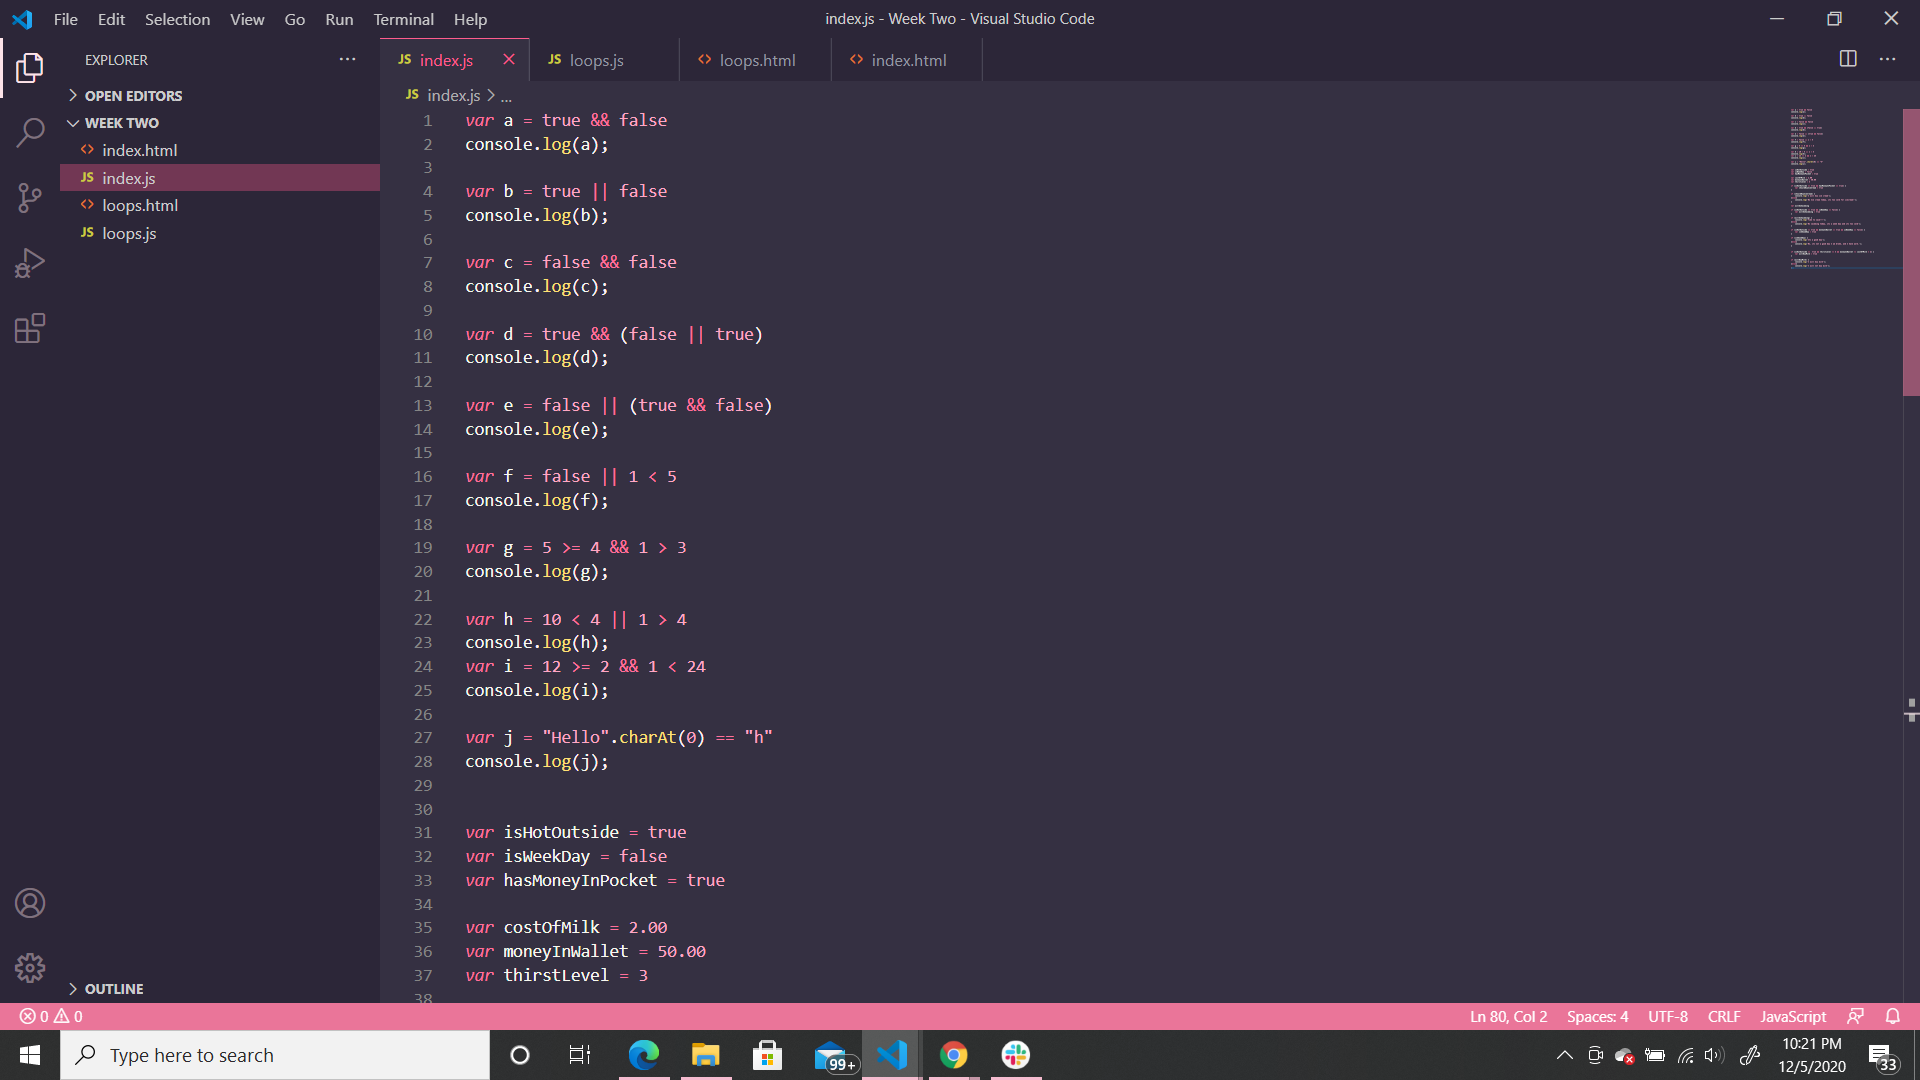 File Edit Selection View Go Run Terminal Help
index.js - Week Two - Visual Studio Code
EXPLORER
OPEN EDITORS
WEEK TWO
index.html
JS index.js
loops.html
JS loops.js
OUTLINE
JS index.js
JS loops.js
loops.html
index.html
JS index.js > ...
1 var a = true && false
2 console.log(a);
3
4 var b = true || false
5 console.log(b);
6
7 var c = false && false
8 console.log(c);
9
10 var d = true && (false || true)
11 console.log(d);
12
13 var e = false || (true && false)
14 console.log(e);
15
16 var f = false || 1 < 5
17 console.log(f);
18
19 var g = 5 >= 4 && 1 > 3
20 console.log(g);
21
22 var h = 10 < 4 || 1 > 4
23 console.log(h);
24 var i = 12 >= 2 && 1 < 24
25 console.log(i);
26
27 var j = "Hello".charAt(0) == "h"
28 console.log(j);
29
30
31 var isHotOutside = true
32 var isWeekDay = false
33 var hasMoneyInPocket = true
34
35 var costOfMilk = 2.00
36 var moneyInWallet = 50.00
37 var thirstLevel = 3
38
0 0
Ln 80, Col 2 Spaces: 4 UTF-8 CRLF JavaScript
Type here to search
99+
10:21 PM
12/5/2020
33